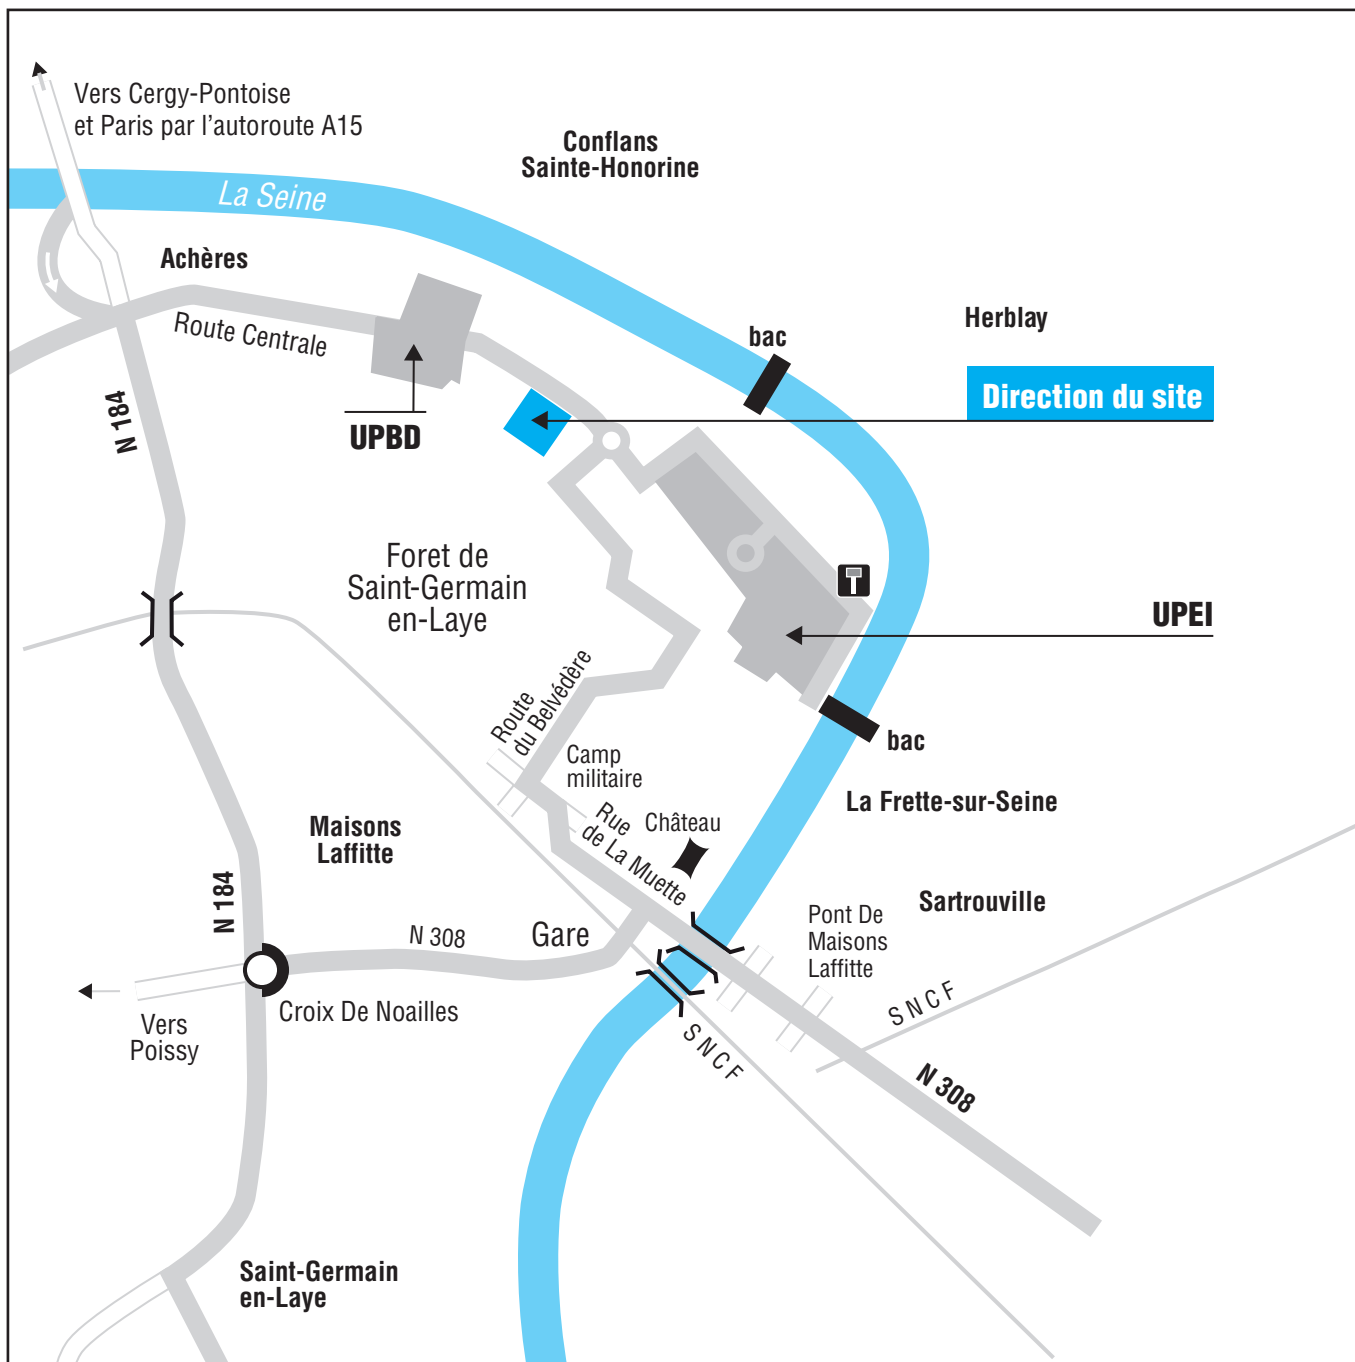 Vers Cergy-Pontoise
et Paris par l'autoroute A15
Conflans
Sainte-Honorine
La Seine
Achères
Herblay
Route Centrale
bac
Direction du site
N 184
UPBD
Foret de
Saint-Germain
en-Laye
UPEI
Route
du Belvédère
bac
Camp
militaire
La Frette-sur-Seine
Rue
de La Muette
Château
Maisons
Laffitte
N 184
Sartrouville
Pont De
Maisons
Laffitte
N 308
Gare
SNCF
Croix De Noailles
Vers
Poissy
SNCF
N 308
Saint-Germain
en-Laye